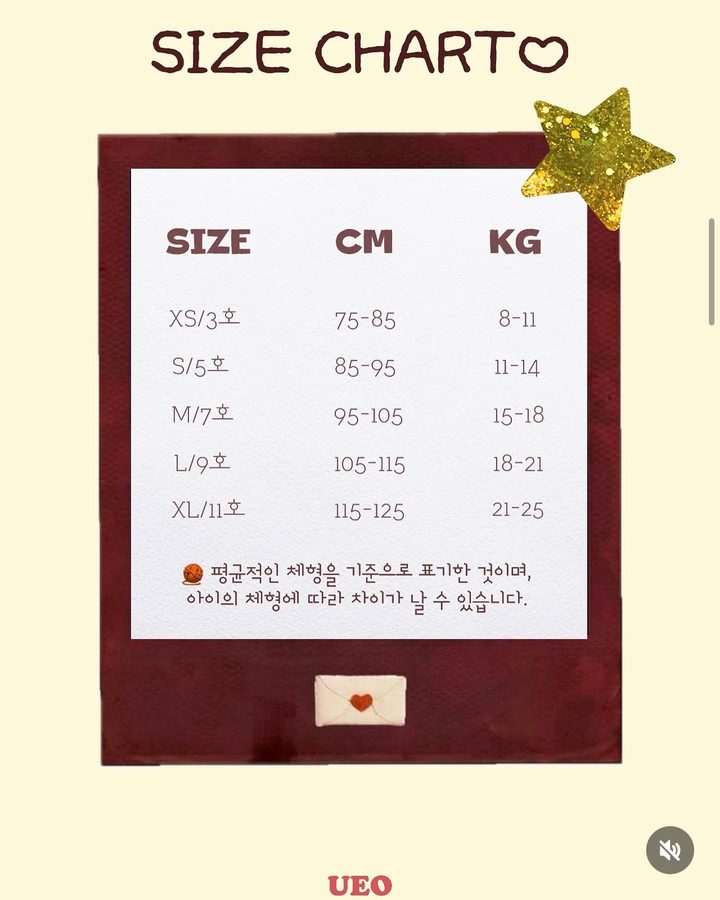 SIZE CHART♡
SIZE CM KG
XS/3호 75-85 8-11
S/5호 85-95 11-14
M/7호 95-105 15-18
L/9호 105-115 18-21
XL/11호 115-125 21-25
🧶 평균적인 체형을 기준으로 표기한 것이며,
아이의 체형에 따라 차이가 날 수 있습니다.
UEO